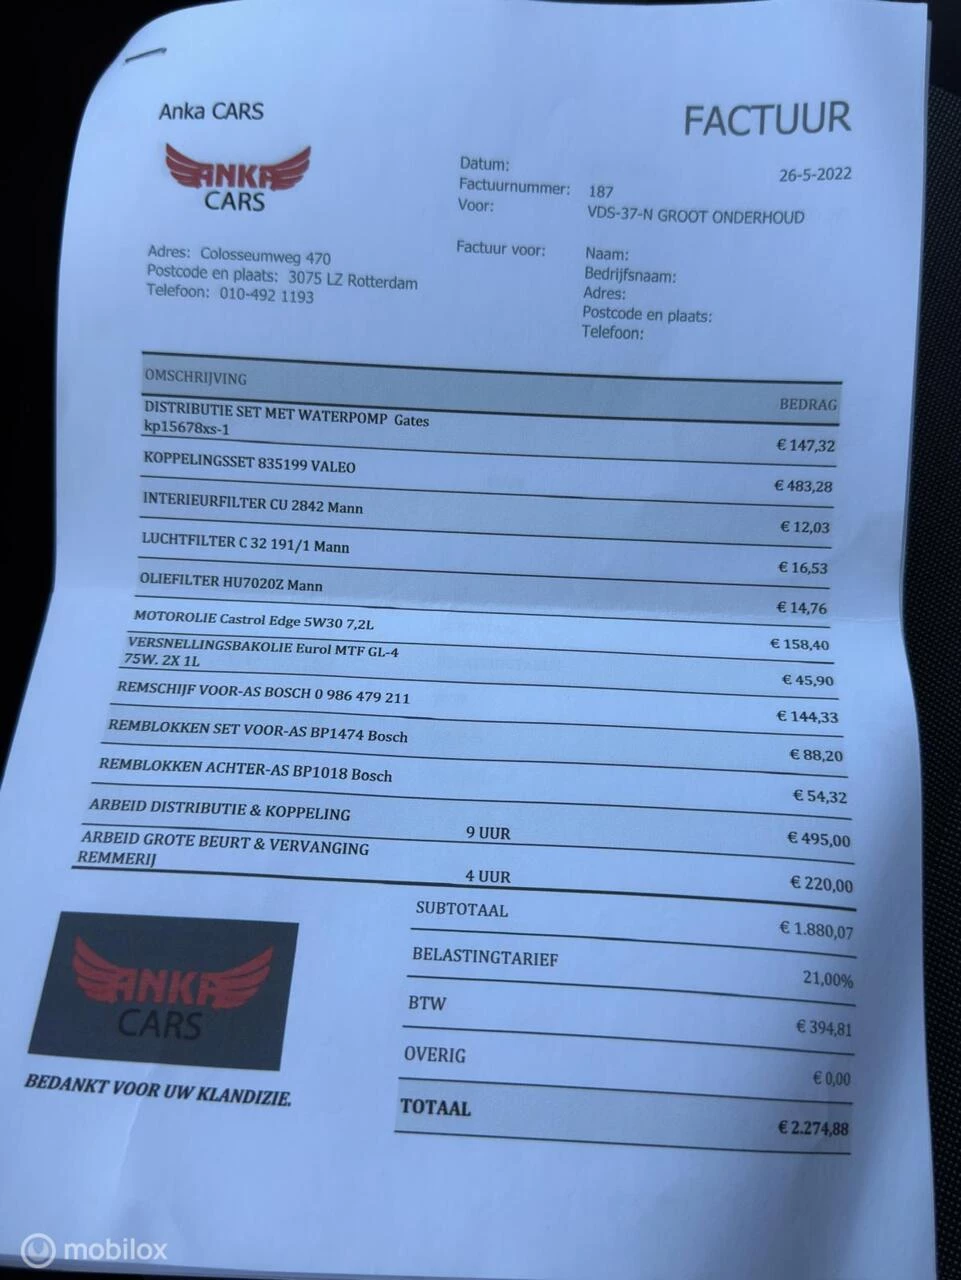 Anka CARS
FACTUUR
ANKA
CARS
Datum: 26-5-2022
Factuurnummer: 187
Voor: VDS-37-N GROOT ONDERHOUD
Adres: Colosseumweg 470
Postcode en plaats: 3075 LZ Rotterdam
Telefoon: 010-492 1193
Factuur voor: Naam:
Bedrijfsnaam:
Adres:
Postcode en plaats:
Telefoon:
OMSCHRIJVING BEDRAG
DISTRIBUTIE SET MET WATERPOMP Gates
kp15678xs-1 € 147,32
KOPPELINGSSET 835199 VALEO € 483,28
INTERIEURFILTER CU 2842 Mann € 12,03
LUCHTFILTER C 32 191/1 Mann € 16,53
OLIEFILTER HU7020Z Mann € 14,76
MOTOROLIE Castrol Edge 5W30 7,2L € 158,40
VERSNELLINGSBAKOLIE Eurol MTF GL-4
75W. 2X 1L € 45,90
REMSCHIJF VOOR-AS BOSCH 0 986 479 211 € 144,33
REMBLOKKEN SET VOOR-AS BP1474 Bosch € 88,20
REMBLOKKEN ACHTER-AS BP1018 Bosch € 54,32
ARBEID DISTRIBUTIE & KOPPELING 9 UUR € 495,00
ARBEID GROTE BEURT & VERVANGING
REMMERIJ 4 UUR € 220,00
SUBTOTAAL € 1.880,07
BELASTINGTARIEF 21,00%
BTW € 394,81
OVERIG € 0,00
TOTAAL € 2.274,88
ANKA
CARS
BEDANKT VOOR UW KLANDIZIE.
mobilox